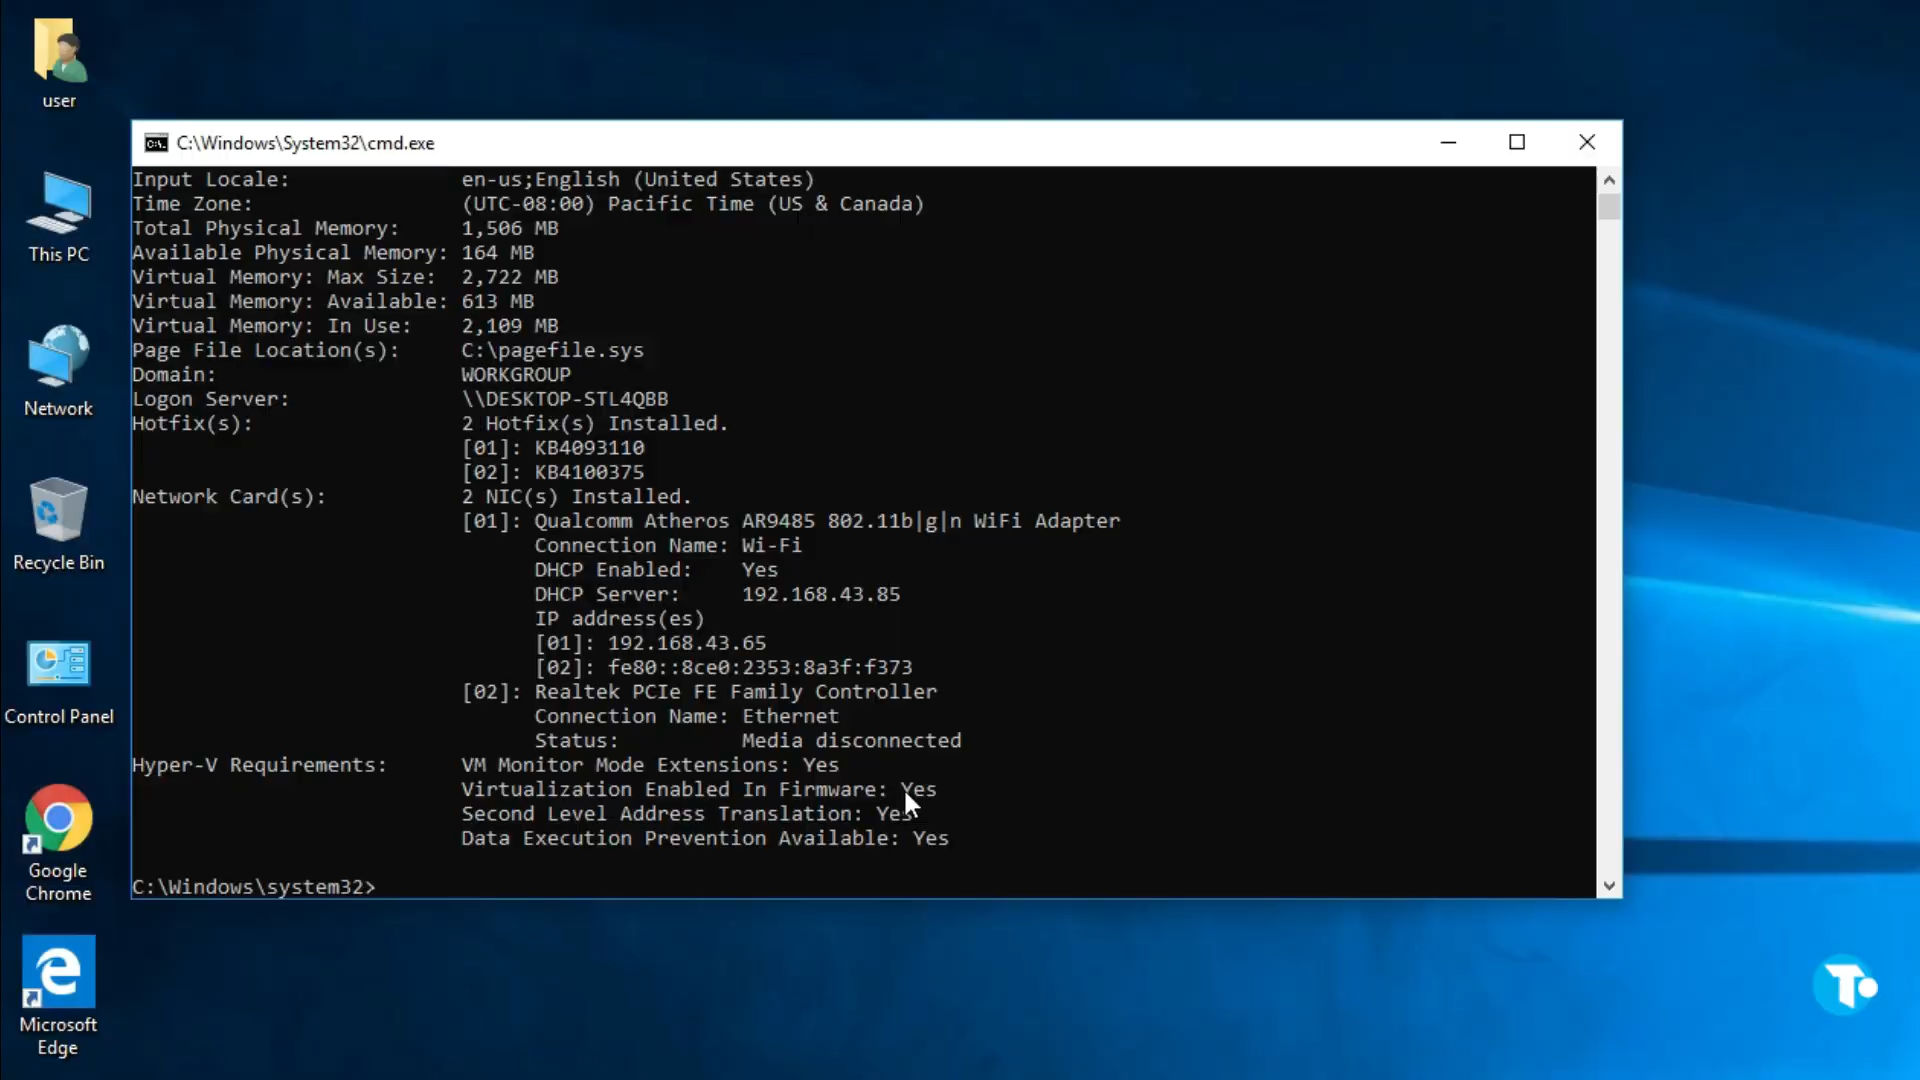 user
This PC
Network
Recycle Bin
Control Panel
Google
Chrome
Microsoft
Edge
C:\Windows\System32\cmd.exe
Input Locale: en-us;English (United States)
Time Zone: (UTC-08:00) Pacific Time (US & Canada)
Total Physical Memory: 1,506 MB
Available Physical Memory: 164 MB
Virtual Memory: Max Size: 2,722 MB
Virtual Memory: Available: 613 MB
Virtual Memory: In Use: 2,109 MB
Page File Location(s): C:\pagefile.sys
Domain: WORKGROUP
Logon Server: \\DESKTOP-STL4QBB
Hotfix(s): 2 Hotfix(s) Installed.
[01]: KB4093110
[02]: KB4100375
Network Card(s): 2 NIC(s) Installed.
[01]: Qualcomm Atheros AR9485 802.11b|g|n WiFi Adapter
Connection Name: Wi-Fi
DHCP Enabled: Yes
DHCP Server: 192.168.43.85
IP address(es)
[01]: 192.168.43.65
[02]: fe80::8ce0:2353:8a3f:f373
[02]: Realtek PCIe FE Family Controller
Connection Name: Ethernet
Status: Media disconnected
Hyper-V Requirements: VM Monitor Mode Extensions: Yes
Virtualization Enabled In Firmware: Yes
Second Level Address Translation: Yes
Data Execution Prevention Available: Yes
C:\Windows\system32>